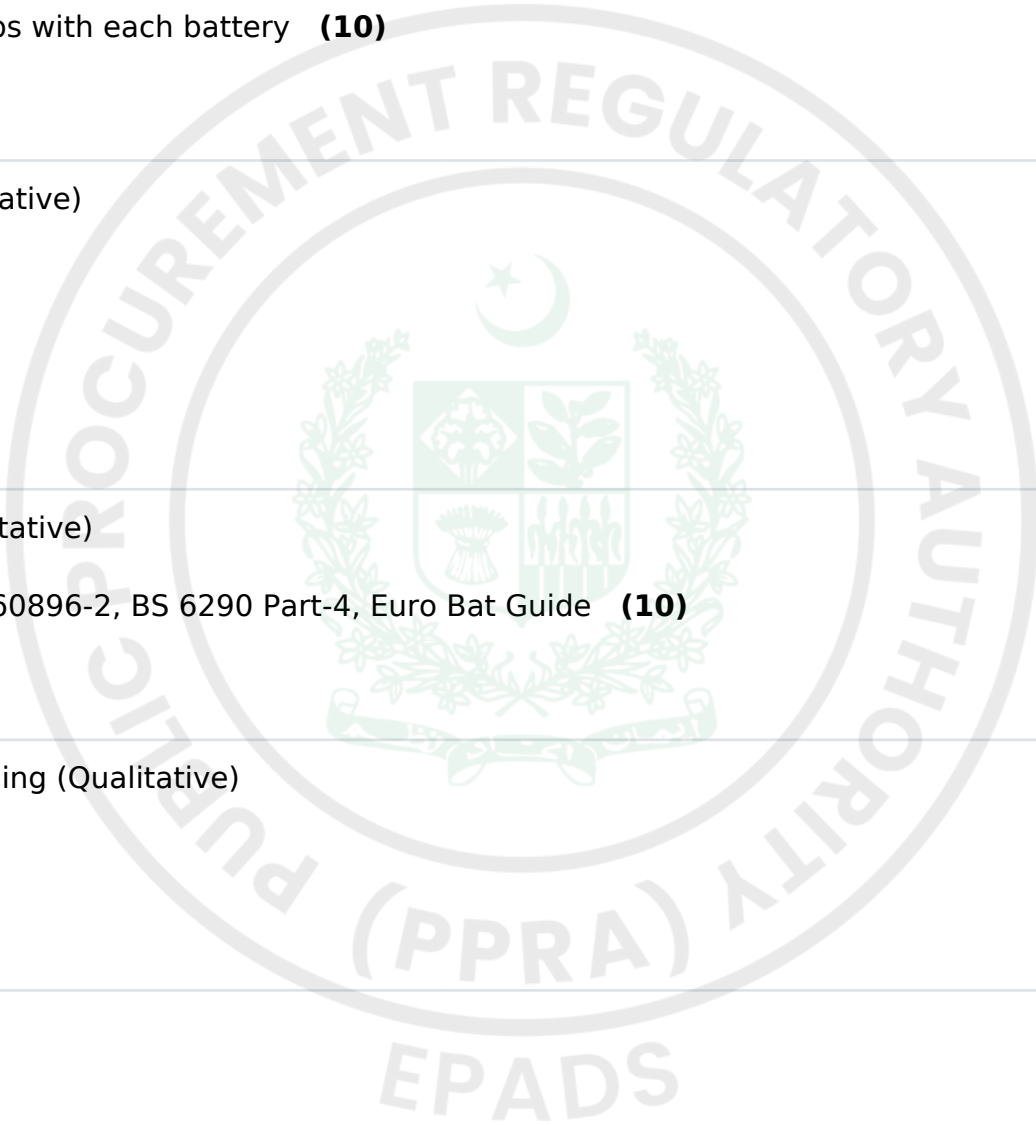 os with each battery (10)
ative)
tative)
60896-2, BS 6290 Part-4, Euro Bat Guide (10)
ing (Qualitative)
PUBLIC PROCUREMENT REGULATORY AUTHORITY
(PPRA)
EPADS